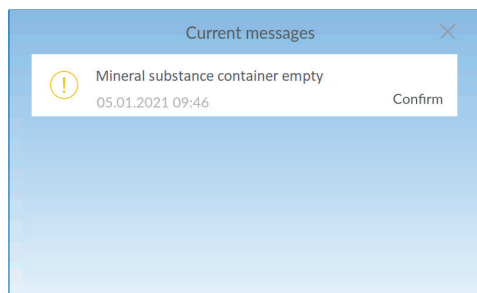 Current messages
Mineral substance container empty
05.01.2021 09:46
Confirm